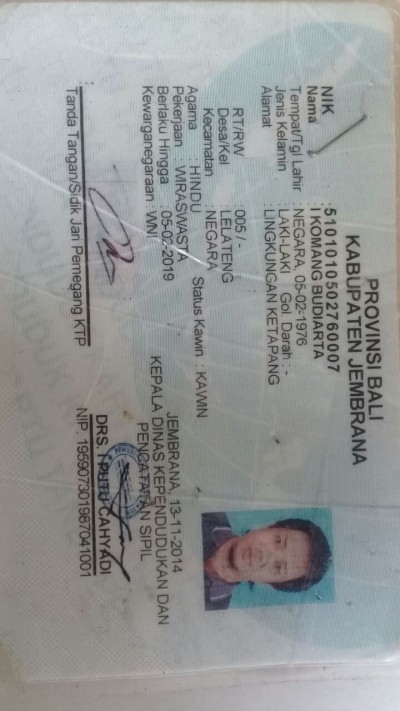 PROVINSI BALI
KABUPATEN JEMBRANA
NIK : 5101010502760007
Nama : I KOMANG BUDIARTA
Tempat/Tgl Lahir : NEGARA, 05-02-1976
Jenis Kelamin : LAKI-LAKI Gol. Darah : -
Alamat : LINGKUNGAN KETAPANG
RT/RW : 005 / -
Desa/Kel. : LELATENG
Kecamatan : NEGARA
Agama : HINDU Status Kawin : KAWIN
Pekerjaan : WIRASWASTA
Berlaku Hingga : 05-02-2019
Kewarganegaraan : WNI
JEMBRANA, 13-11-2014
KEPALA DINAS KEPENDUDUKAN DAN
PENCATATAN SIPIL
DRS. I PUTU CAHYADI
NIP. 195907301987041001
Tanda Tangan/Sidik Jari Pemegang KTP